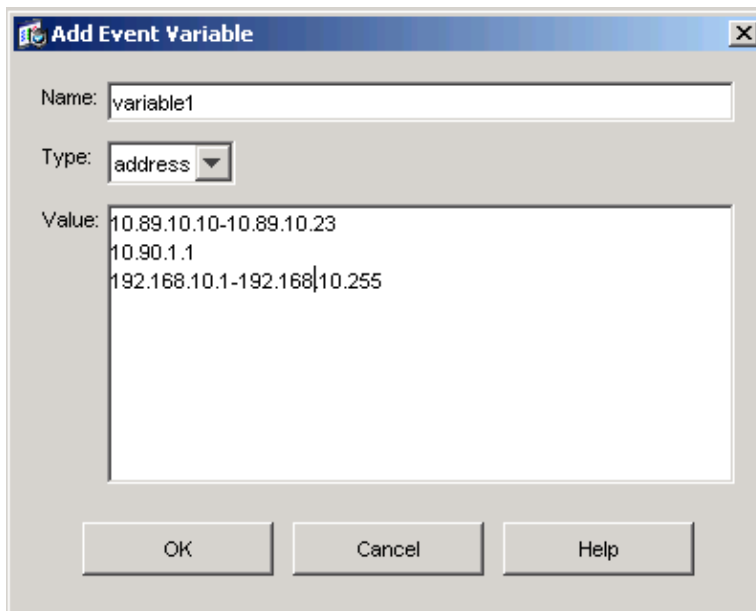 Add Event Variable
Name: variable1
Type: address
Value: 10.89.10.10-10.89.10.23
10.90.1.1
192.168.10.1-192.168.10.255
OK Cancel Help